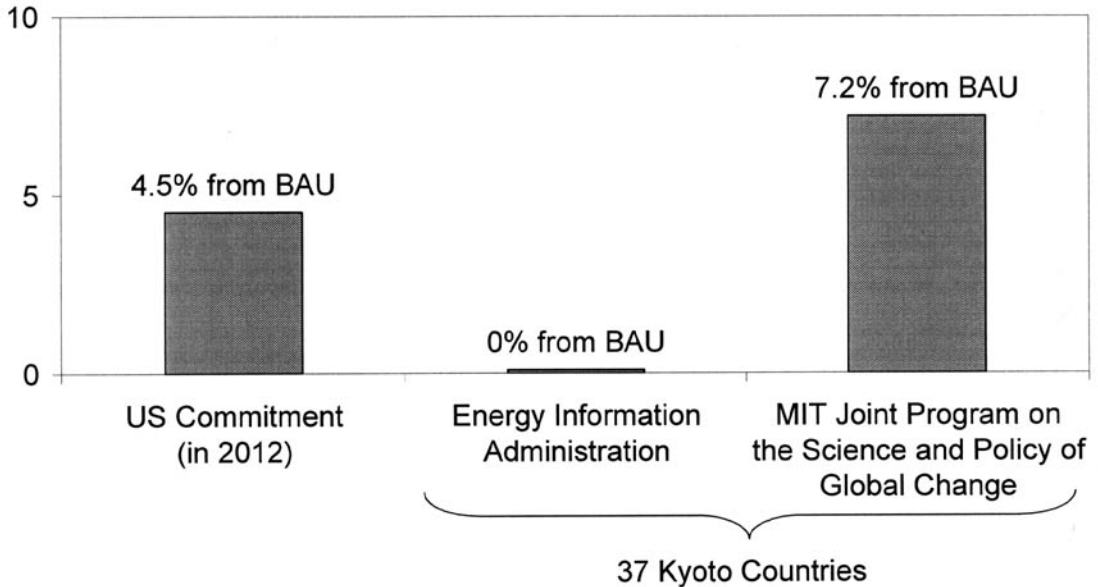 10
7.2% from BAU
4.5% from BAU
5
0% from BAU
0
US Commitment
(in 2012)
Energy Information
Administration
MIT Joint Program on
the Science and Policy of
Global Change
37 Kyoto Countries